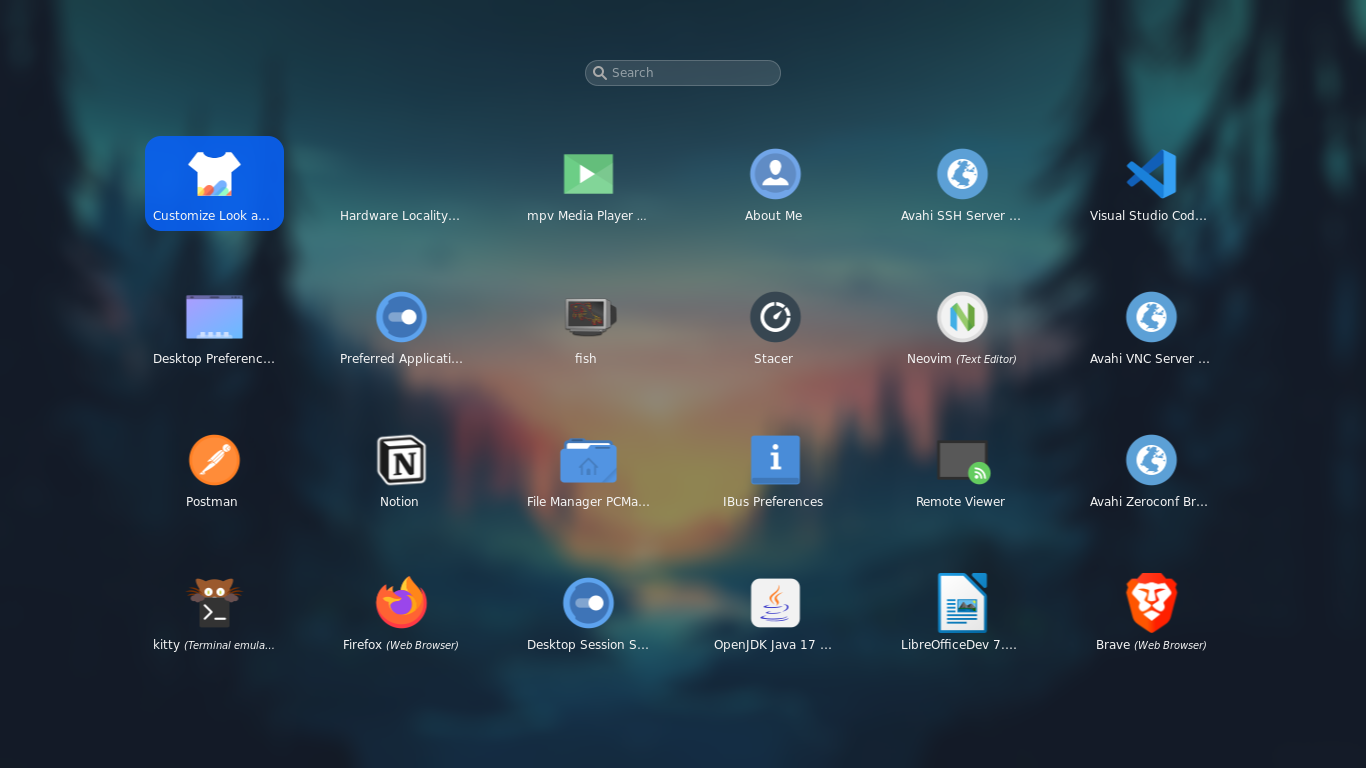 Search
Customize Look a...
Hardware Locality...
mpv Media Player ...
About Me
Avahi SSH Server ...
Visual Studio Cod...
Desktop Preferenc...
Preferred Applicati...
fish
Stacer
Neovim (Text Editor)
Avahi VNC Server ...
Postman
Notion
File Manager PCMa...
IBus Preferences
Remote Viewer
Avahi Zeroconf Br...
kitty (Terminal emula...
Firefox (Web Browser)
Desktop Session S...
OpenJDK Java 17 ...
LibreOfficeDev 7....
Brave (Web Browser)